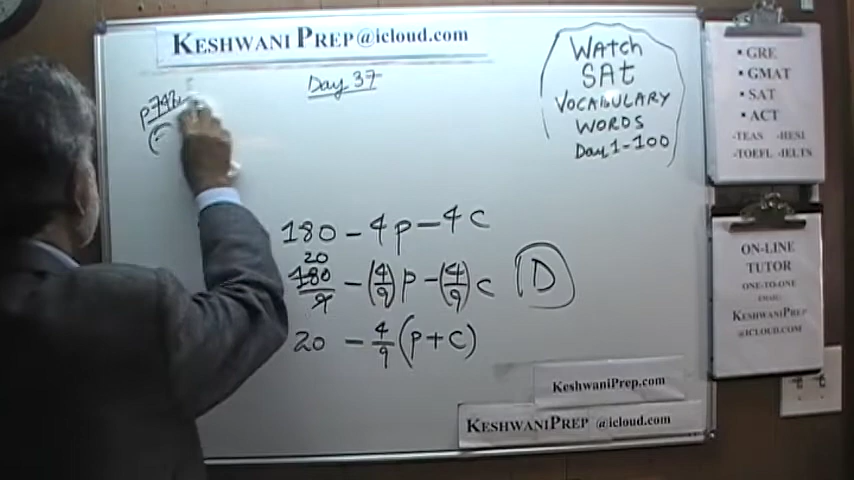 KESHWANI PREP@icloud.com
Day 37
WAtch
SAt
VOCABULARY
WORDS
Day 1-100
180 - 4p - 4c
20
180/9 - (4/9)p - (4/9)c
D
20 - 4/9(p+c)
• GRE
• GMAT
• SAT
• ACT
-TEAS -HESI
-TOEFL -IELTS
ON-LINE
TUTOR
ONE-TO-ONE
EMAIL:
KESHWANIPREP
@ICLOUD.COM
KeshwaniPrep.com
KESHWANIPREP @icloud.com